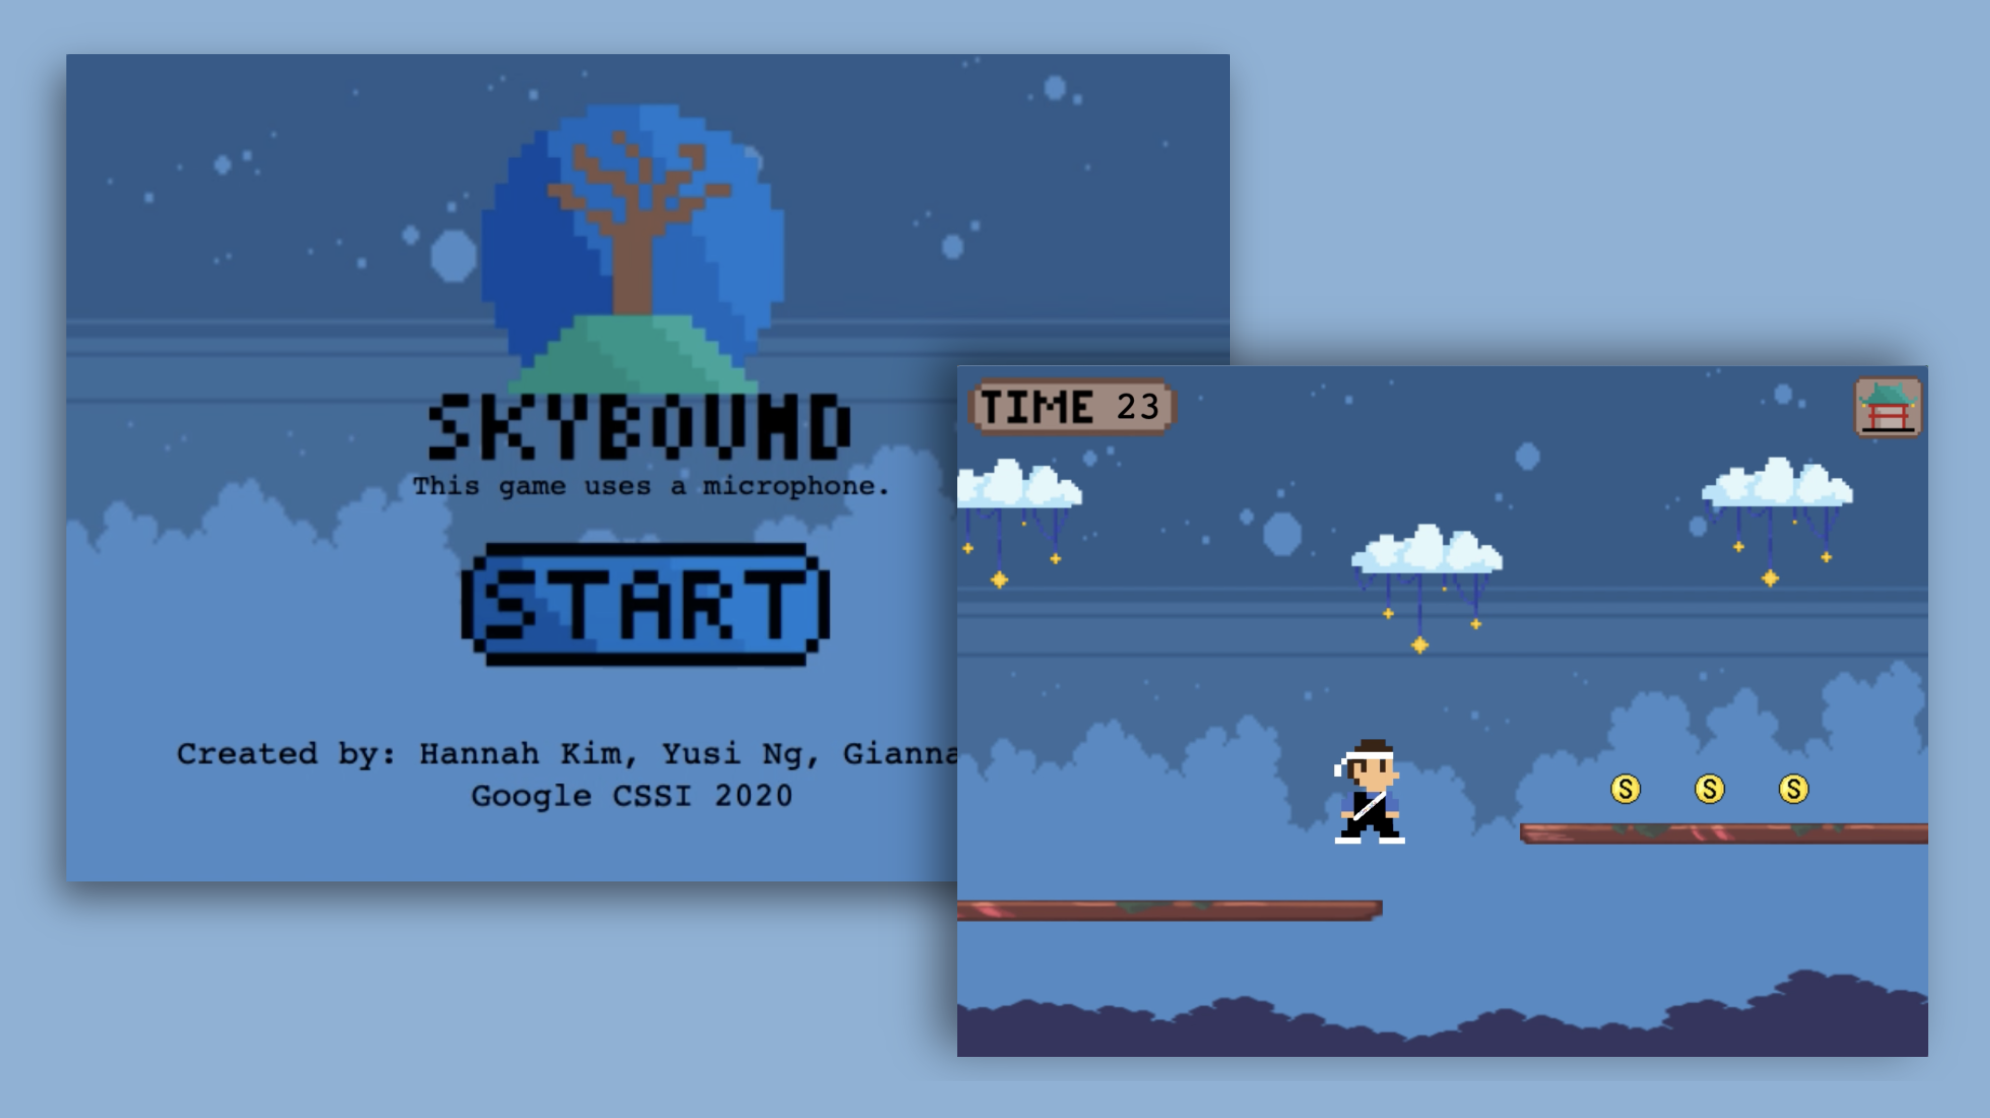 SKYBOUND
This game uses a microphone.
START
Created by: Hannah Kim, Yusi Ng, Gianna
Google CSSI 2020
TIME 23
S S S